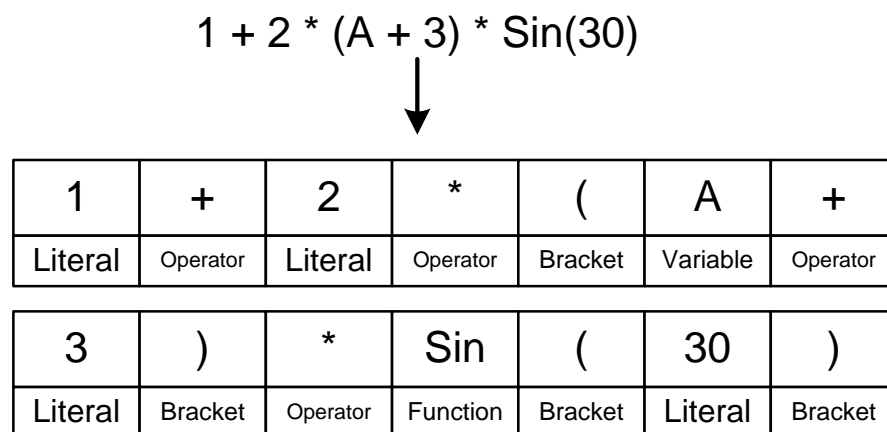 1 + 2 * (A + 3) * Sin(30)
1 + 2 * ( A +
Literal Operator Literal Operator Bracket Variable Operator
3 ) * Sin ( 30 )
Literal Bracket Operator Function Bracket Literal Bracket